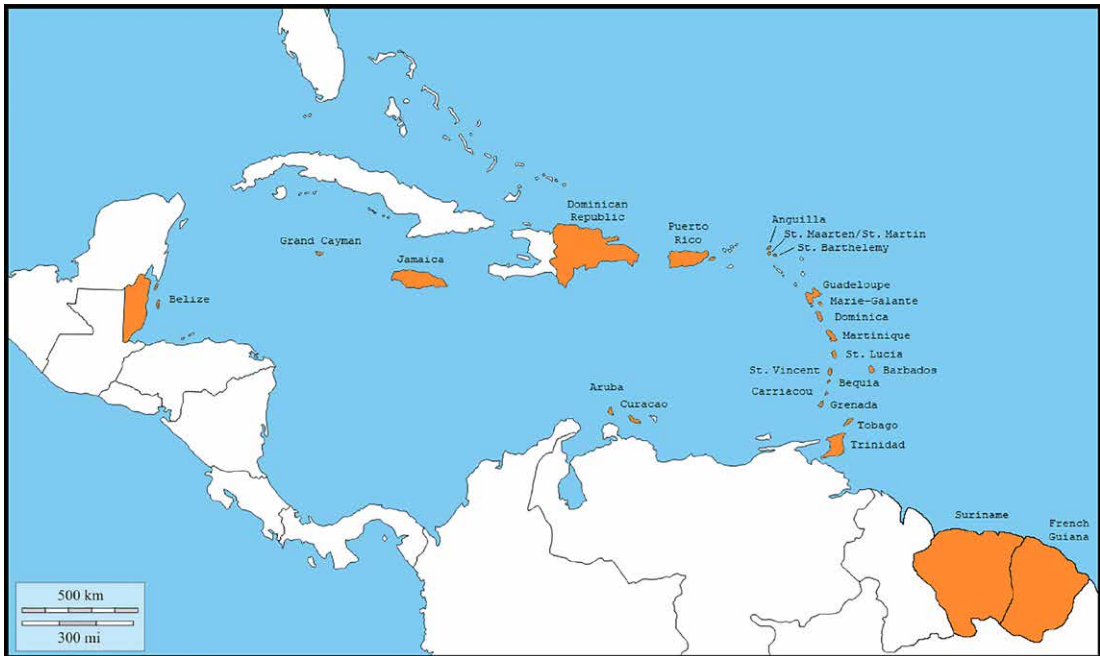 Dominican
Republic
Anguilla
St. Maarten/St. Martin
Puerto
Rico
St. Barthelemy
Grand Cayman
Jamaica
Guadeloupe
Belize
Marie-Galante
Dominica
Martinique
St. Lucia
St. Vincent
Barbados
Bequia
Aruba
Carriacou
Curacao
Grenada
Tobago
Trinidad
Suriname
French
Guiana
500 km
300 mi